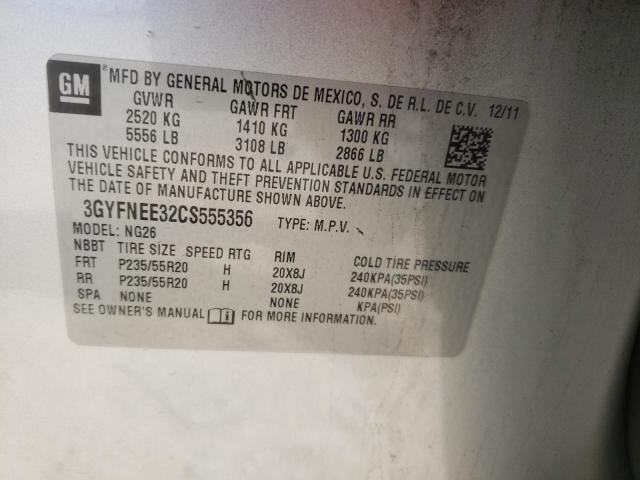 GM
® MFD BY GENERAL MOTORS DE MEXICO, S. DE R.L. DE C.V. 12/11
GVWR GAWR FRT GAWR RR
2520 KG 1410 KG 1300 KG
5556 LB 3108 LB 2866 LB
THIS VEHICLE CONFORMS TO ALL APPLICABLE U.S. FEDERAL MOTOR
VEHICLE SAFETY AND THEFT PREVENTION STANDARDS IN EFFECT ON
THE DATE OF MANUFACTURE SHOWN ABOVE.
3GYFNEE32CS555356 TYPE: M.P.V.
MODEL: NG26
NBBT TIRE SIZE SPEED RTG RIM COLD TIRE PRESSURE
FRT P235/55R20 H 20X8J 240KPA(35PSI)
RR P235/55R20 H 20X8J 240KPA(35PSI)
SPA NONE NONE KPA(PSI)
SEE OWNER'S MANUAL FOR MORE INFORMATION.